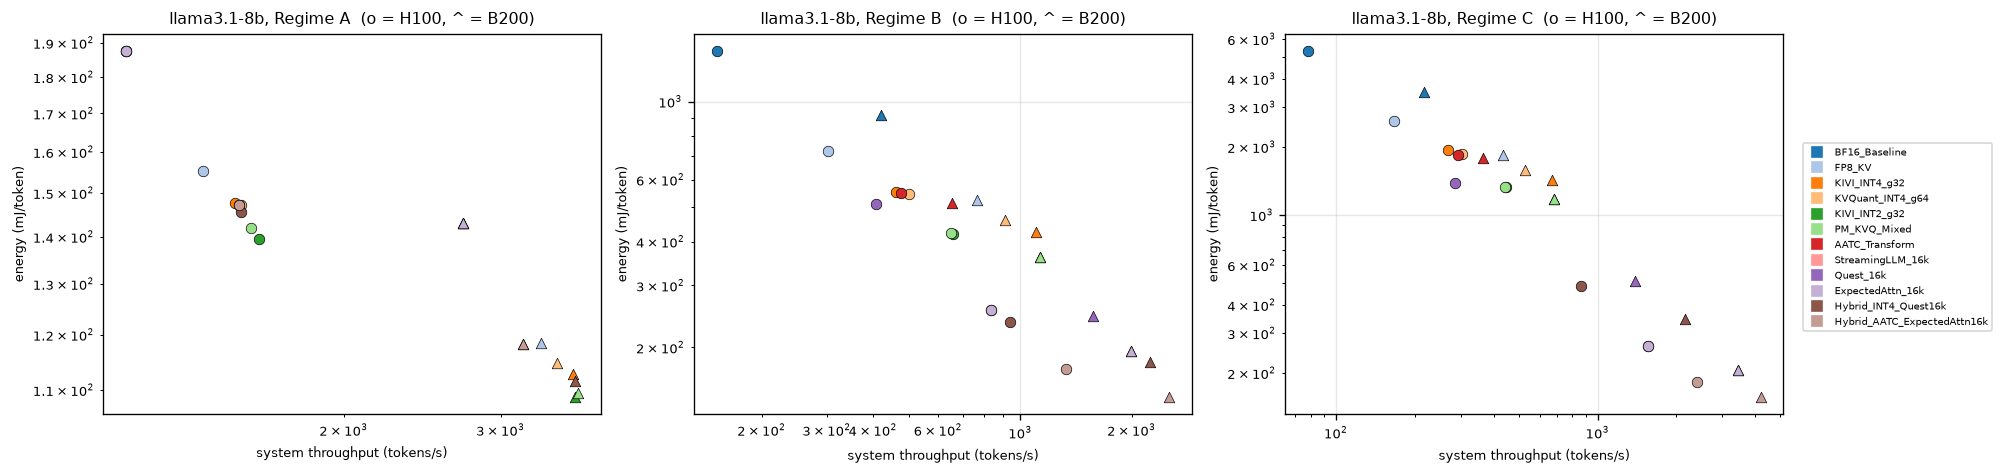 llama3.1-8b, Regime A  (o = H100, ^ = B200)
1.9 × 10²
1.8 × 10²
1.7 × 10²
1.6 × 10²
1.5 × 10²
1.4 × 10²
1.3 × 10²
1.2 × 10²
1.1 × 10²
energy (mJ/token)
2 × 10³
3 × 10³
system throughput (tokens/s)
llama3.1-8b, Regime B  (o = H100, ^ = B200)
10³
6 × 10²
4 × 10²
3 × 10²
2 × 10²
energy (mJ/token)
2 × 10²
3 × 10²
4 × 10²
6 × 10²
10³
2 × 10³
system throughput (tokens/s)
llama3.1-8b, Regime C  (o = H100, ^ = B200)
6 × 10³
4 × 10³
3 × 10³
2 × 10³
10³
6 × 10²
4 × 10²
3 × 10²
2 × 10²
energy (mJ/token)
10²
10³
system throughput (tokens/s)
BF16_Baseline
FP8_KV
KIVI_INT4_g32
KVQuant_INT4_g64
KIVI_INT2_g32
PM_KVQ_Mixed
AATC_Transform
StreamingLLM_16k
Quest_16k
ExpectedAttn_16k
Hybrid_INT4_Quest16k
Hybrid_AATC_ExpectedAttn16k